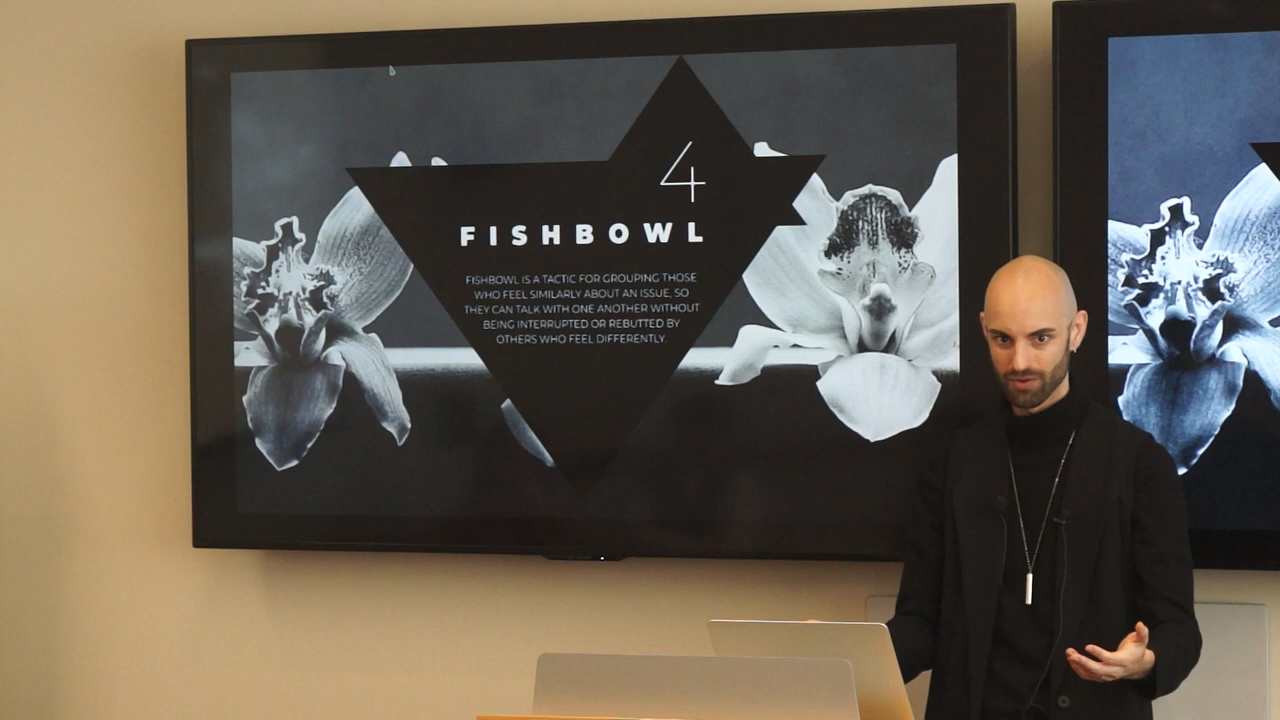 4
FISHBOWL
FISHBOWL IS A TACTIC FOR GROUPING THOSE
WHO FEEL SIMILARLY ABOUT AN ISSUE, SO
THEY CAN TALK WITH ONE ANOTHER WITHOUT
BEING INTERRUPTED OR REBUTTED BY
OTHERS WHO FEEL DIFFERENTLY.